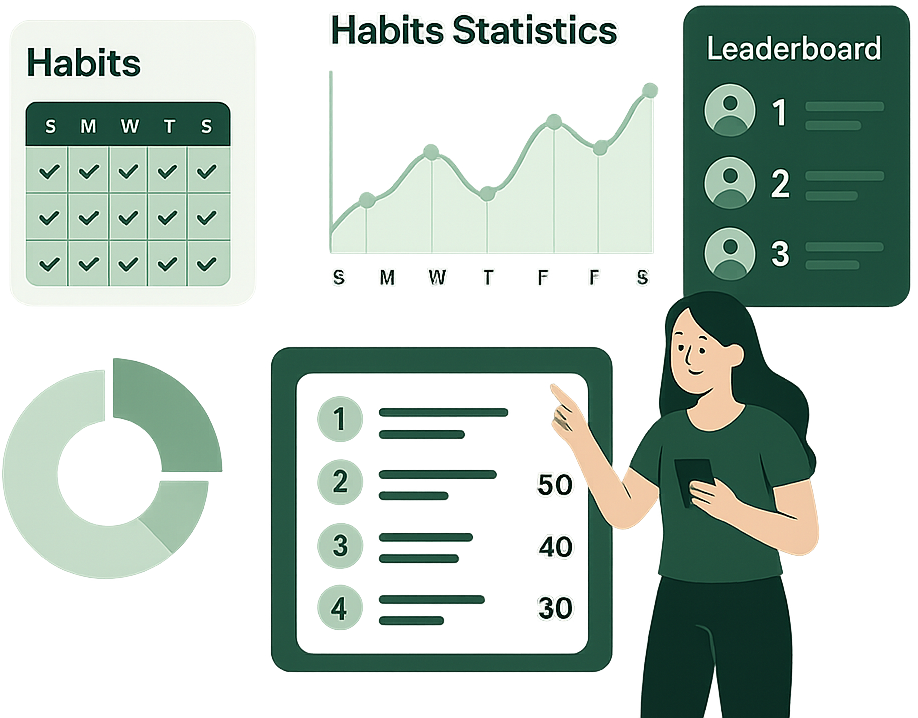 Habits
S M W T S
Habits Statistics
S M W T F F S
Leaderboard
1
2
3
1
2 50
3 40
4 30